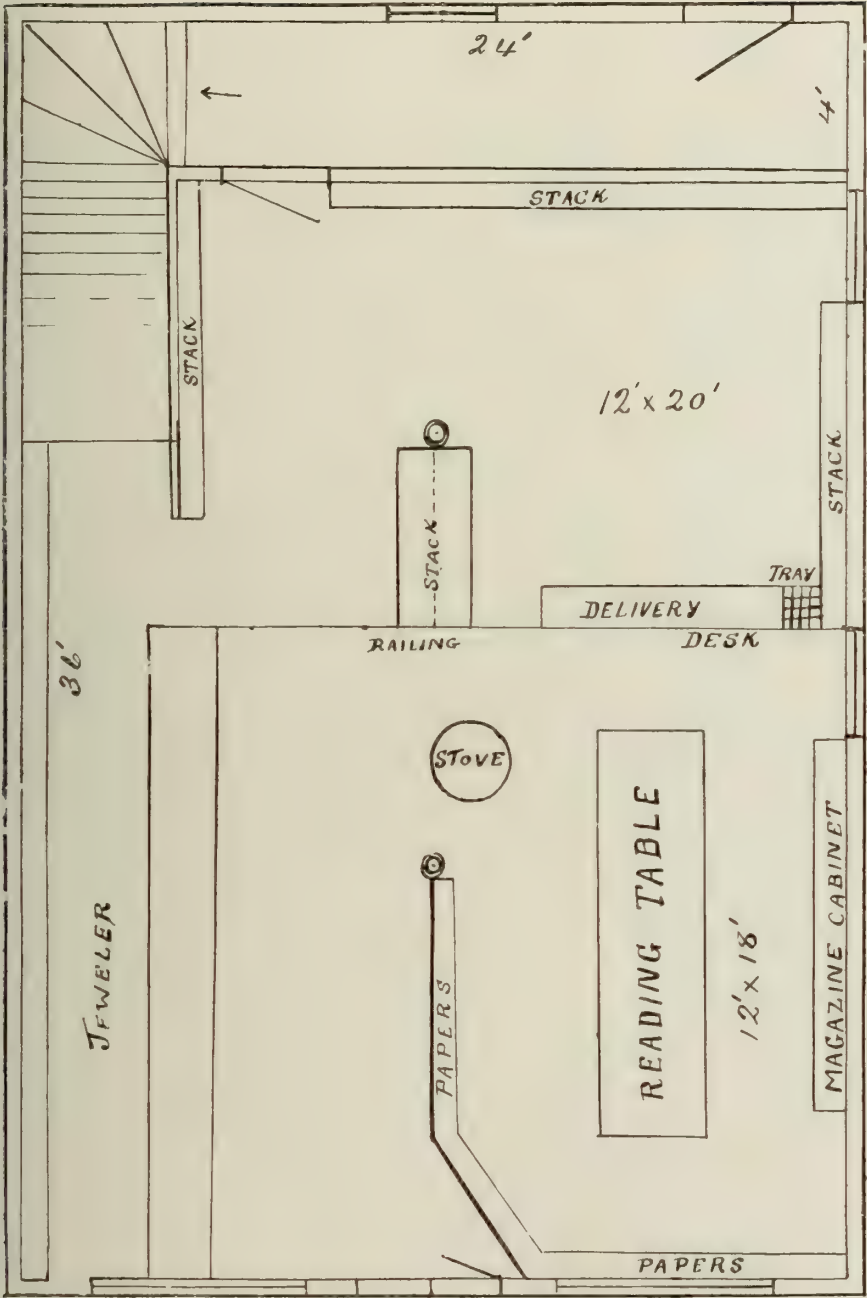 24'
4'
STACK
STACK
12' x 20'
STACK
STACK
TRAY
DELIVERY
DESK
RAILING
36'
STOVE
READING TABLE
MAGAZINE CABINET
JEWELER
PAPERS
12' x 18'
PAPERS